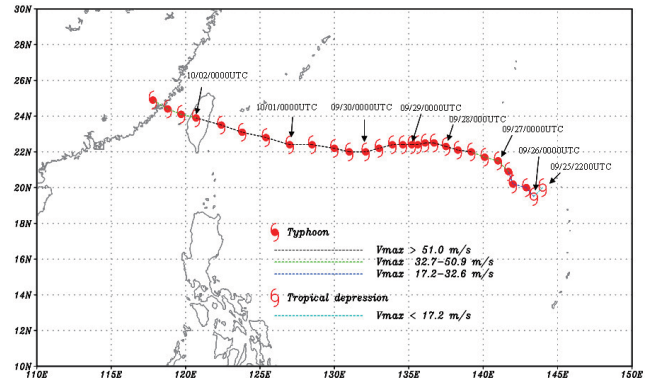 30N
28N
26N
24N
22N
20N
18N
16N
14N
12N
10N
10/02/0000UTC
10/01/0000UTC
09/30/0000UTC
09/29/0000UTC
09/28/0000UTC
09/27/0000UTC
09/26/0000UTC
09/25/2200UTC
Typhoon
Vmax > 51.0 m/s
Vmax 32.7-50.9 m/s
Vmax 17.2-32.6 m/s
Tropical depression
Vmax < 17.2 m/s
110E 115E 120E 125E 130E 135E 140E 145E 150E